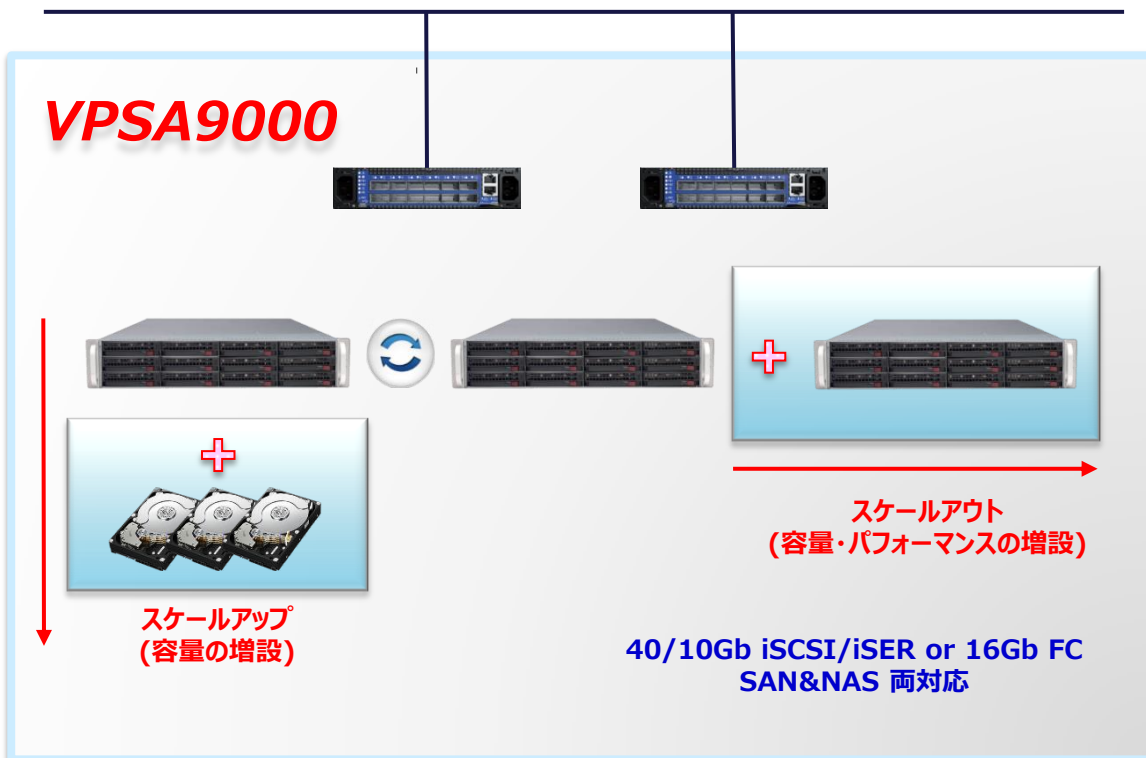 VPSA9000
スケールアウト
(容量・パフォーマンスの増設)
スケールアップ
(容量の増設)
40/10Gb iSCSI/iSER or 16Gb FC
SAN&NAS 両対応